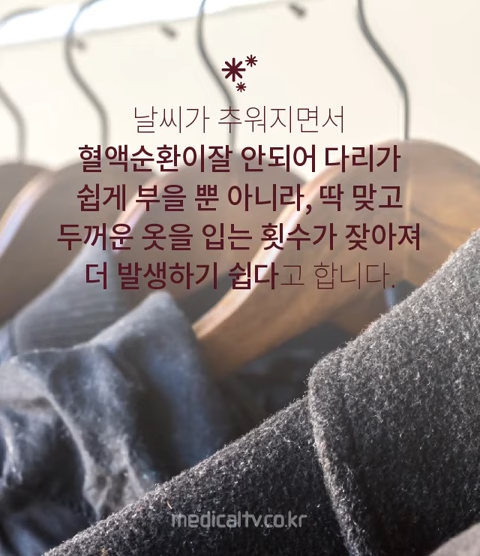 날씨가 추워지면서
혈액순환이잘 안되어 다리가
쉽게 부을 뿐 아니라, 딱 맞고
두꺼운 옷을 입는 횟수가 잦아져
더 발생하기 쉽다고 합니다.
medicaltv.co.kr